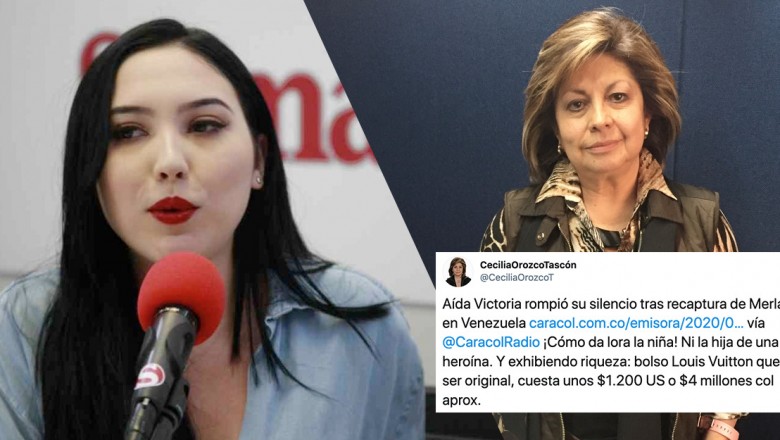 ma
CeciliaOrozcoTascón
@CeciliaOrozcoT
Aída Victoria rompió su silencio tras recaptura de Merla
en Venezuela caracol.com.co/emisora/2020/0... vía
@CaracolRadio ¡Cómo da lora la niña! Ni la hija de una
heroína. Y exhibiendo riqueza: bolso Louis Vuitton que
ser original, cuesta unos $1.200 US o $4 millones col
aprox.